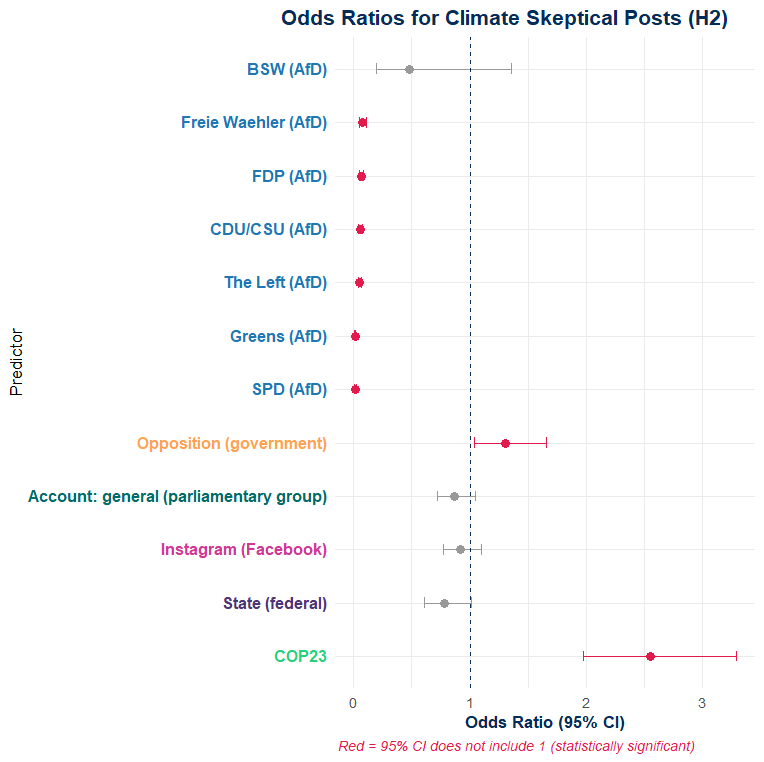 Odds Ratios for Climate Skeptical Posts (H2)
BSW (AfD)
Freie Waehler (AfD)
FDP (AfD)
CDU/CSU (AfD)
The Left (AfD)
Greens (AfD)
SPD (AfD)
Opposition (government)
Account: general (parliamentary group)
Instagram (Facebook)
State (federal)
COP23
Predictor
0 1 2 3
Odds Ratio (95% CI)
Red = 95% CI does not include 1 (statistically significant)